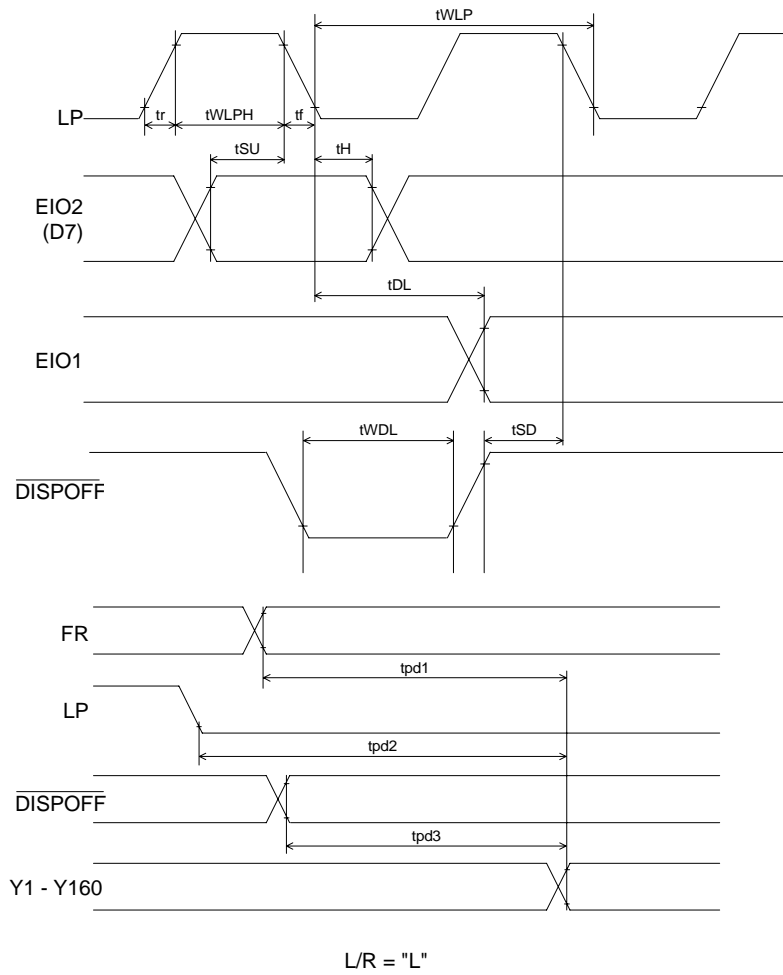 tWLP
LP
tr
tWLPH
tf
tSU
tH
EIO2
(D7)
tDL
EIO1
tWDL
tSD
DISPOFF
FR
tpd1
LP
tpd2
DISPOFF
tpd3
Y1 - Y160
L/R = "L"